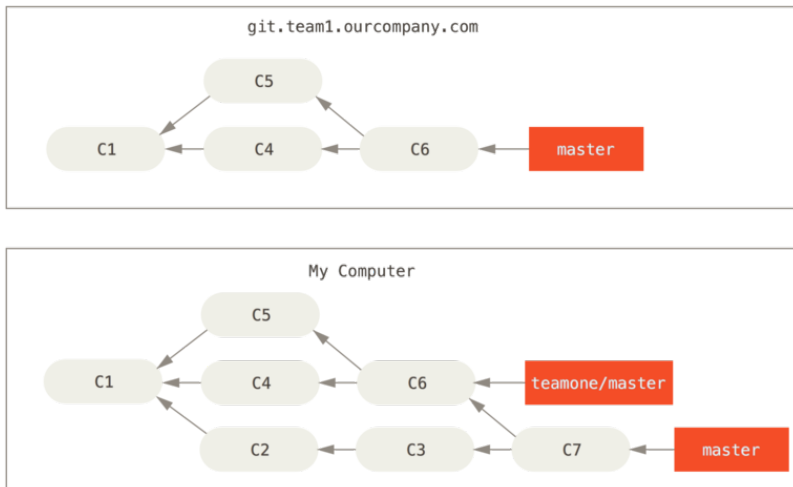 git.team1.ourcompany.com
C5
C1
C4
C6
master
My Computer
C5
C1
C4
C6
teamone/master
C2
C3
C7
master